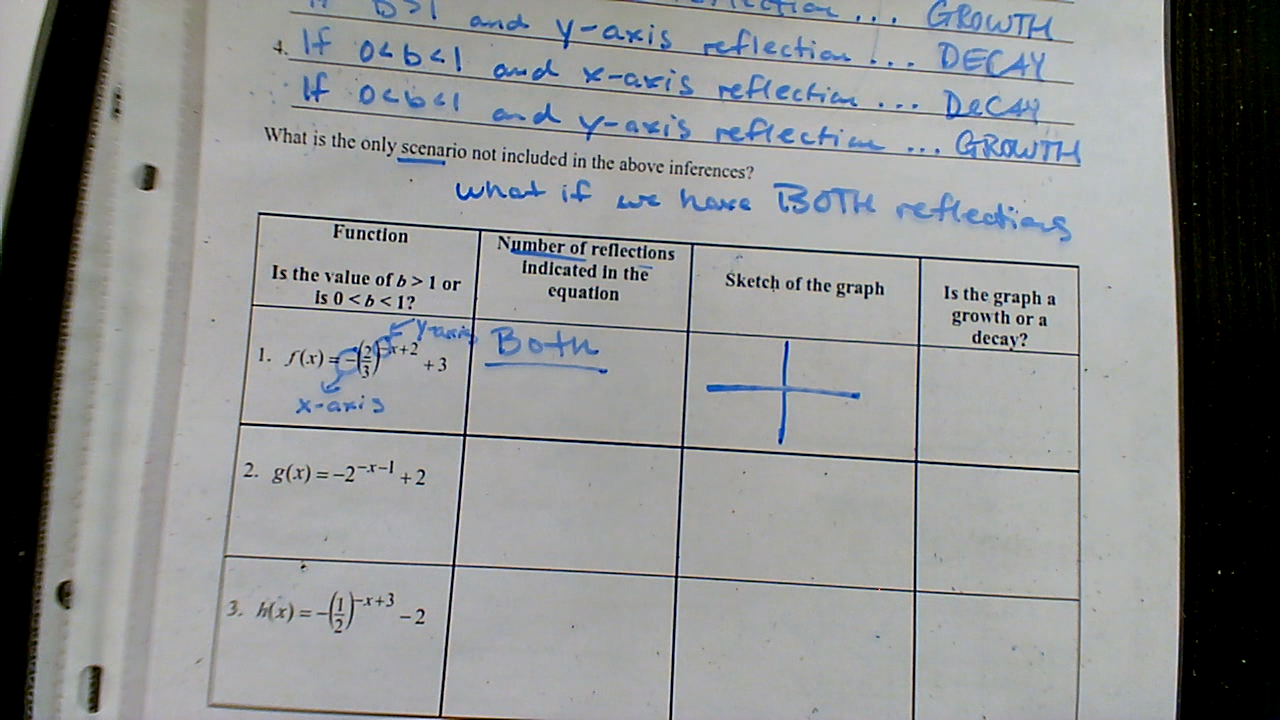 GROWTH
b>1 and y-axis reflection ... DECAY
4. If 0<b<1 and x-axis reflection ... DECAY
If 0<b<1 and y-axis reflection ... GROWTH
What is the only scenario not included in the above inferences?
what if we have BOTH reflections
Function
Is the value of b > 1 or
is 0 < b < 1?
Number of reflections
indicated in the
equation
Sketch of the graph
Is the graph a
growth or a
decay?
y-axis
1. f(x) = -(2/3)^(-x+2) + 3
x-axis
Both
2. g(x) = -2^(-x-1) + 2
3. h(x) = -(1/2)^(-x+3) - 2